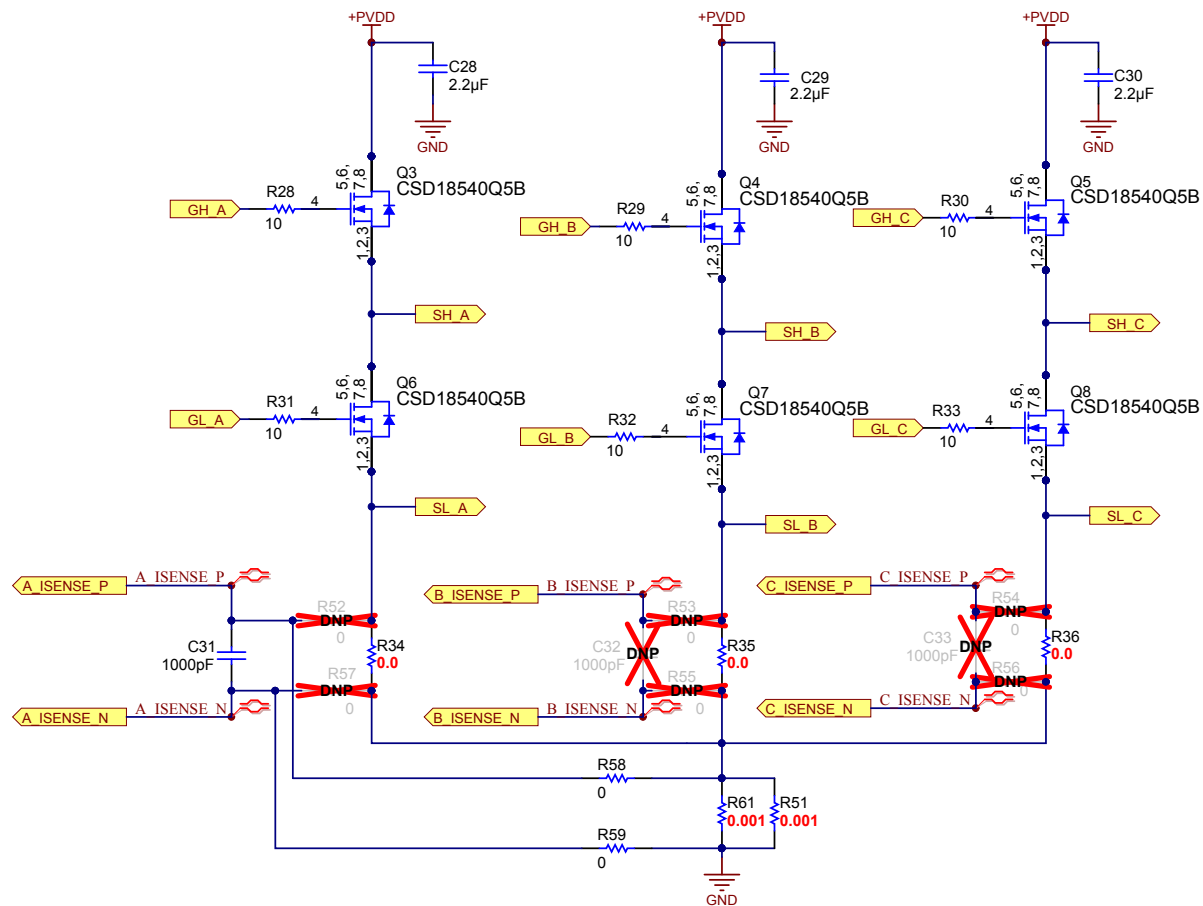 +PVDD
+PVDD
+PVDD
C28
2.2µF
C29
2.2µF
C30
2.2µF
GND
GND
GND
5,6,
7,8
Q3
CSD18540Q5B
GH_A
R28
10
4
1,2,3
5,6,
7,8
Q4
CSD18540Q5B
GH_B
R29
10
4
1,2,3
5,6,
7,8
Q5
CSD18540Q5B
GH_C
R30
10
4
1,2,3
SH_A
SH_B
SH_C
5,6,
7,8
Q6
CSD18540Q5B
GL_A
R31
10
4
1,2,3
5,6,
7,8
Q7
CSD18540Q5B
GL_B
R32
10
4
1,2,3
5,6,
7,8
Q8
CSD18540Q5B
GL_C
R33
10
4
1,2,3
SL_A
SL_B
SL_C
A_ISENSE_P
A_ISENSE_P
R52
DNP
0
C31
1000pF
R34
0.0
R57
DNP
0
A_ISENSE_N
A_ISENSE_N
B_ISENSE_P
B_ISENSE_P
R53
DNP
0
C32
DNP
1000pF
R35
0.0
R55
DNP
0
B_ISENSE_N
B_ISENSE_N
C_ISENSE_P
C_ISENSE_P
R54
DNP
0
C33
DNP
1000pF
R36
0.0
R56
DNP
0
C_ISENSE_N
C_ISENSE_N
R58
0
R61
0.001
R51
0.001
R59
0
GND